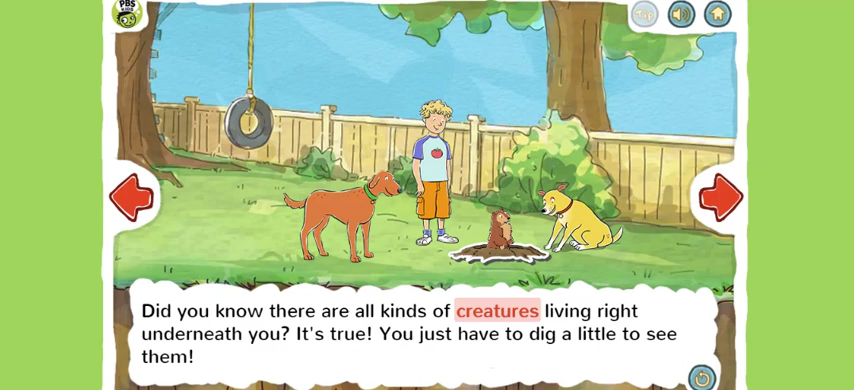 PBS
KIDS
Did you know there are all kinds of creatures living right
underneath you? It's true! You just have to dig a little to see
them!